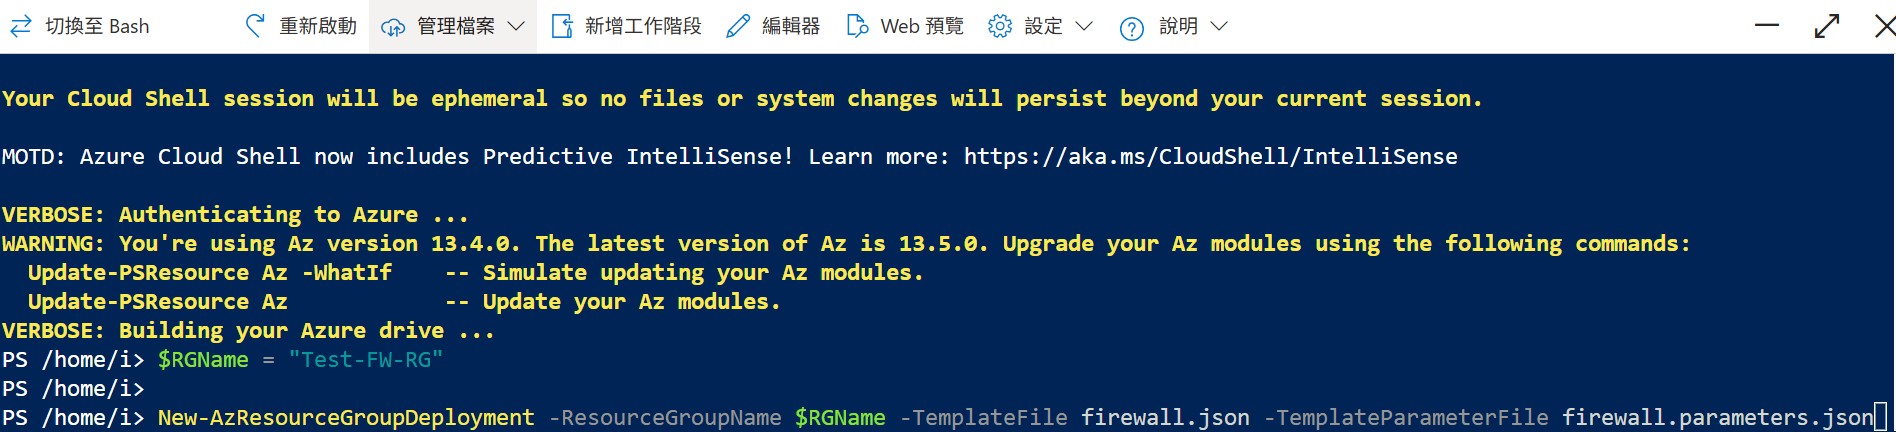 切換至 Bash 重新啟動 管理檔案 新增工作階段 編輯器 Web 預覽 設定 說明
Your Cloud Shell session will be ephemeral so no files or system changes will persist beyond your current session.
MOTD: Azure Cloud Shell now includes Predictive IntelliSense! Learn more: https://aka.ms/CloudShell/IntelliSense
VERBOSE: Authenticating to Azure ...
WARNING: You're using Az version 13.4.0. The latest version of Az is 13.5.0. Upgrade your Az modules using the following commands:
  Update-PSResource Az -WhatIf    -- Simulate updating your Az modules.
  Update-PSResource Az            -- Update your Az modules.
VERBOSE: Building your Azure drive ...
PS /home/i> $RGName = "Test-FW-RG"
PS /home/i>
PS /home/i> New-AzResourceGroupDeployment -ResourceGroupName $RGName -TemplateFile firewall.json -TemplateParameterFile firewall.parameters.json